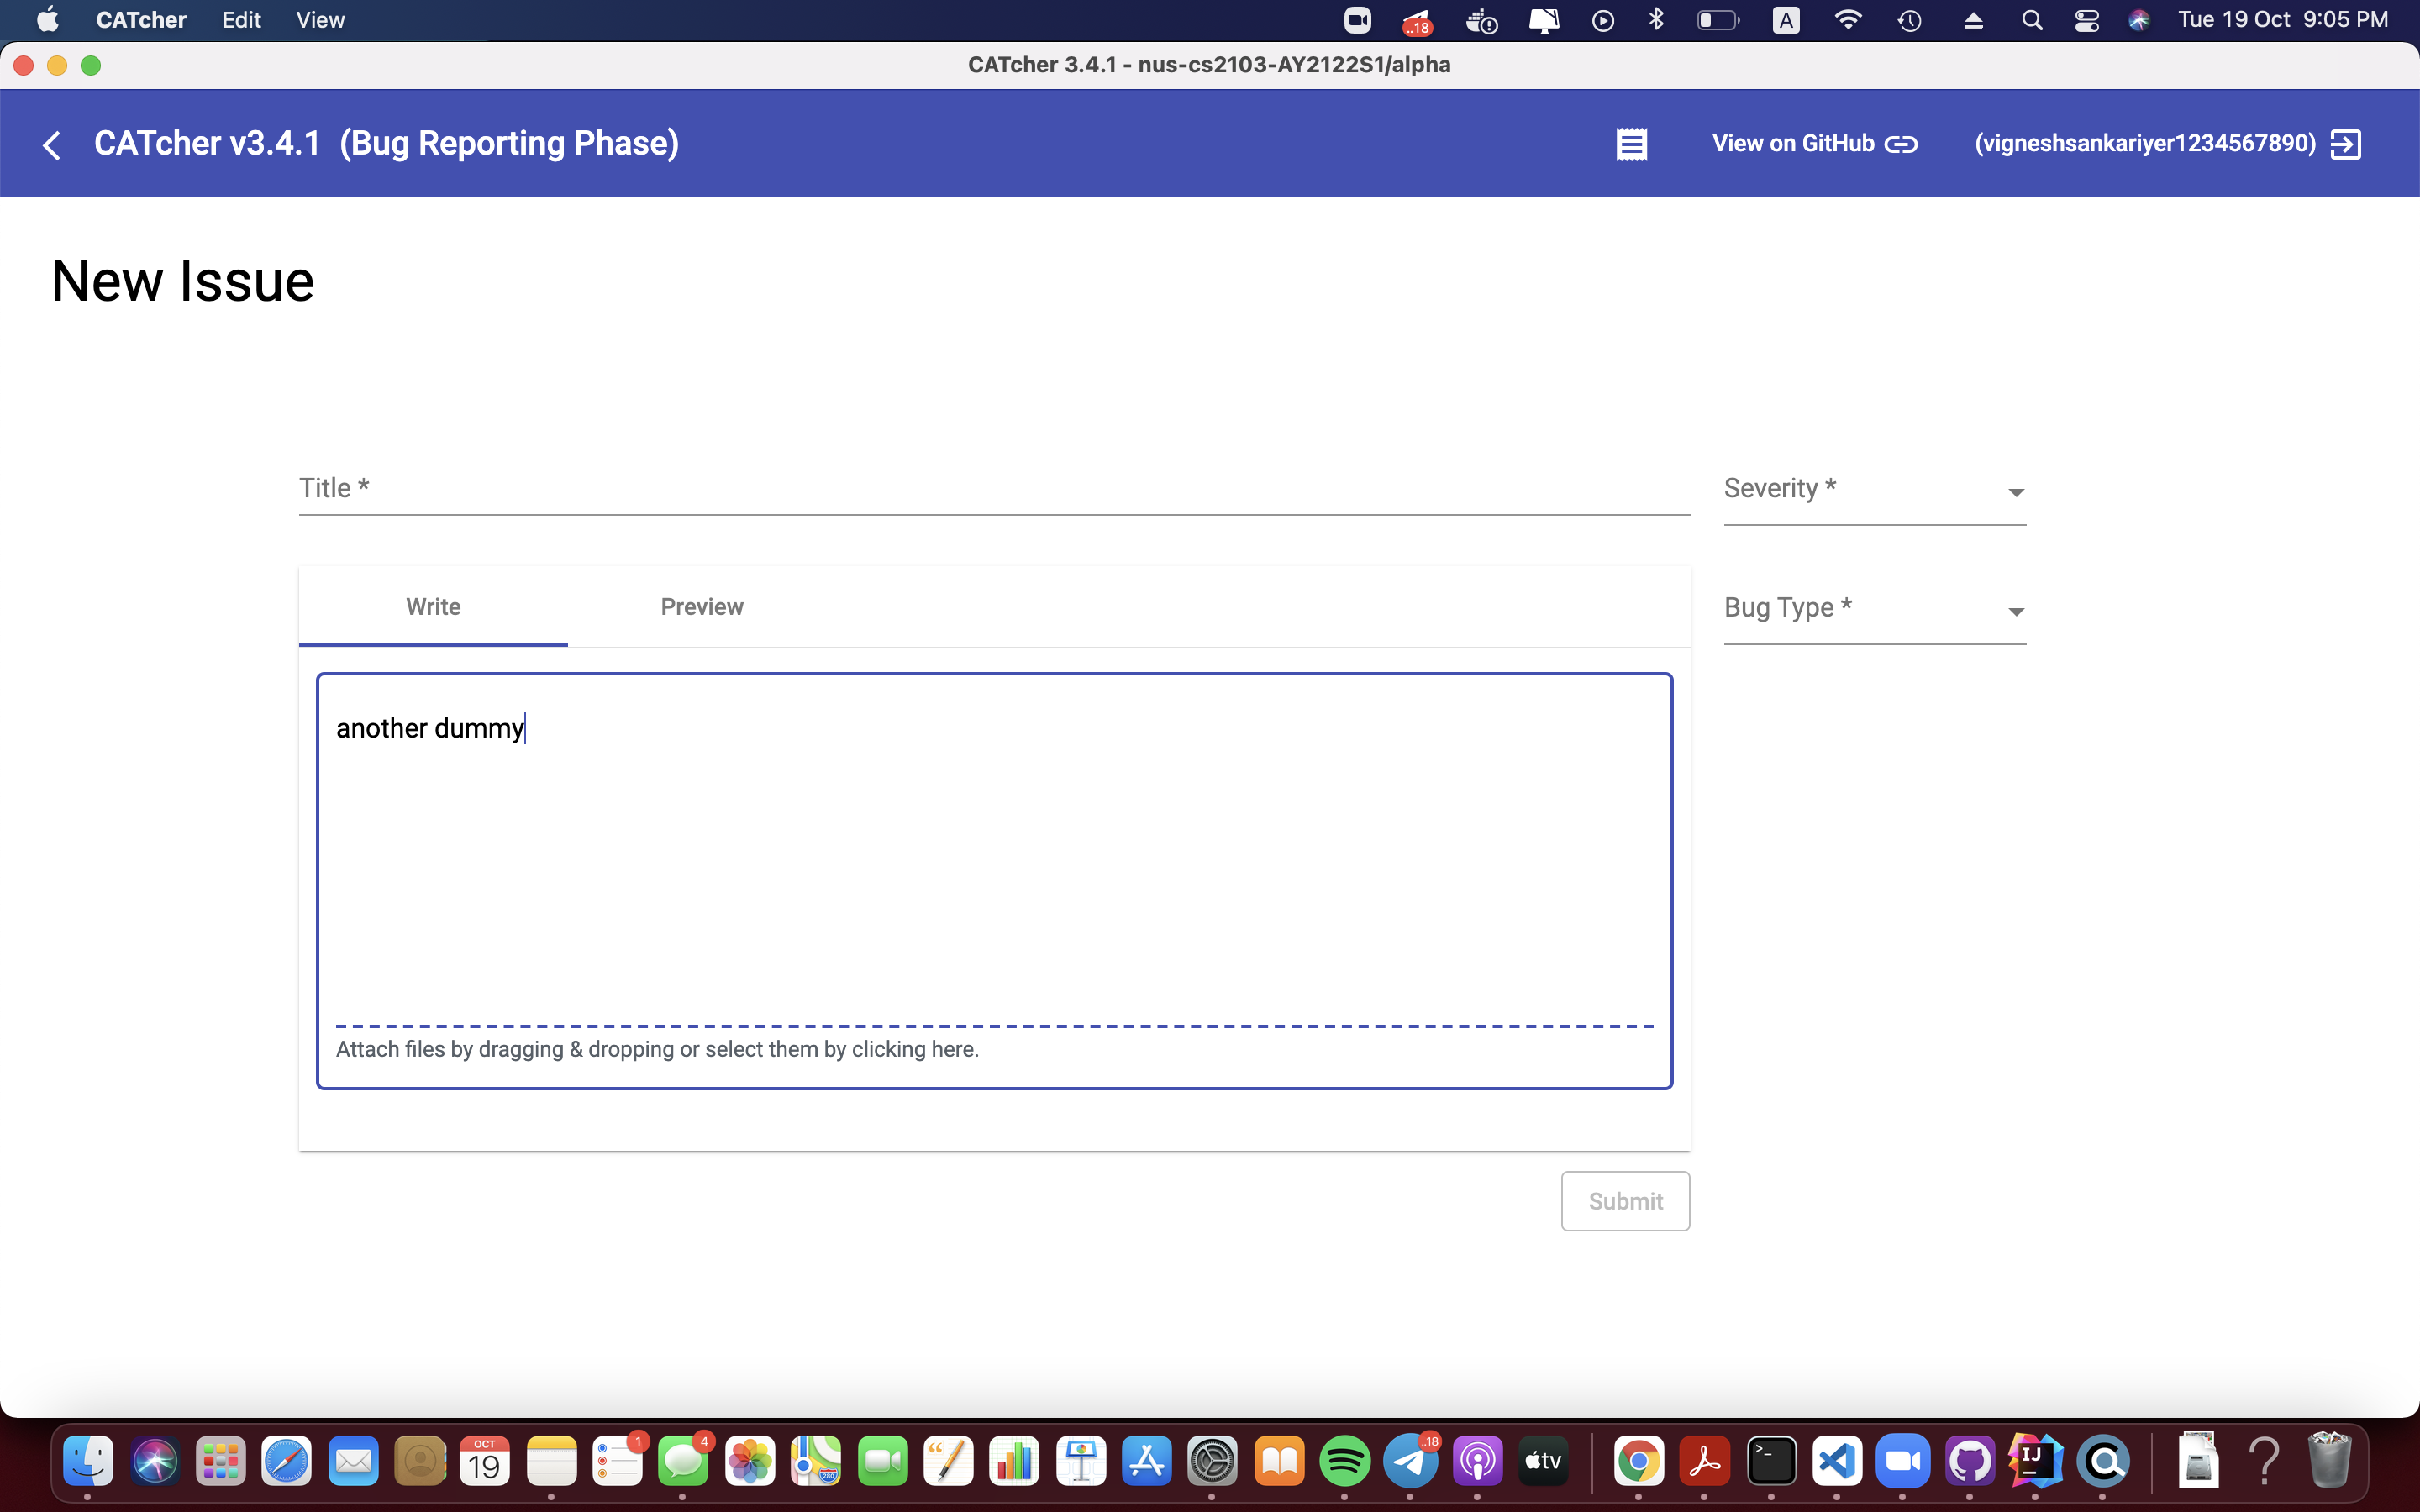 CATcher Edit View
..18
A
Tue 19 Oct 9:05 PM
CATcher 3.4.1 - nus-cs2103-AY2122S1/alpha
CATcher v3.4.1 (Bug Reporting Phase)
View on GitHub
(vigneshsankariyer1234567890)
New Issue
Title *
Severity *
Write
Preview
Bug Type *
another dummy
Attach files by dragging & dropping or select them by clicking here.
Submit
OCT
19
1
4
280
..18
tv
>_
IJ
?